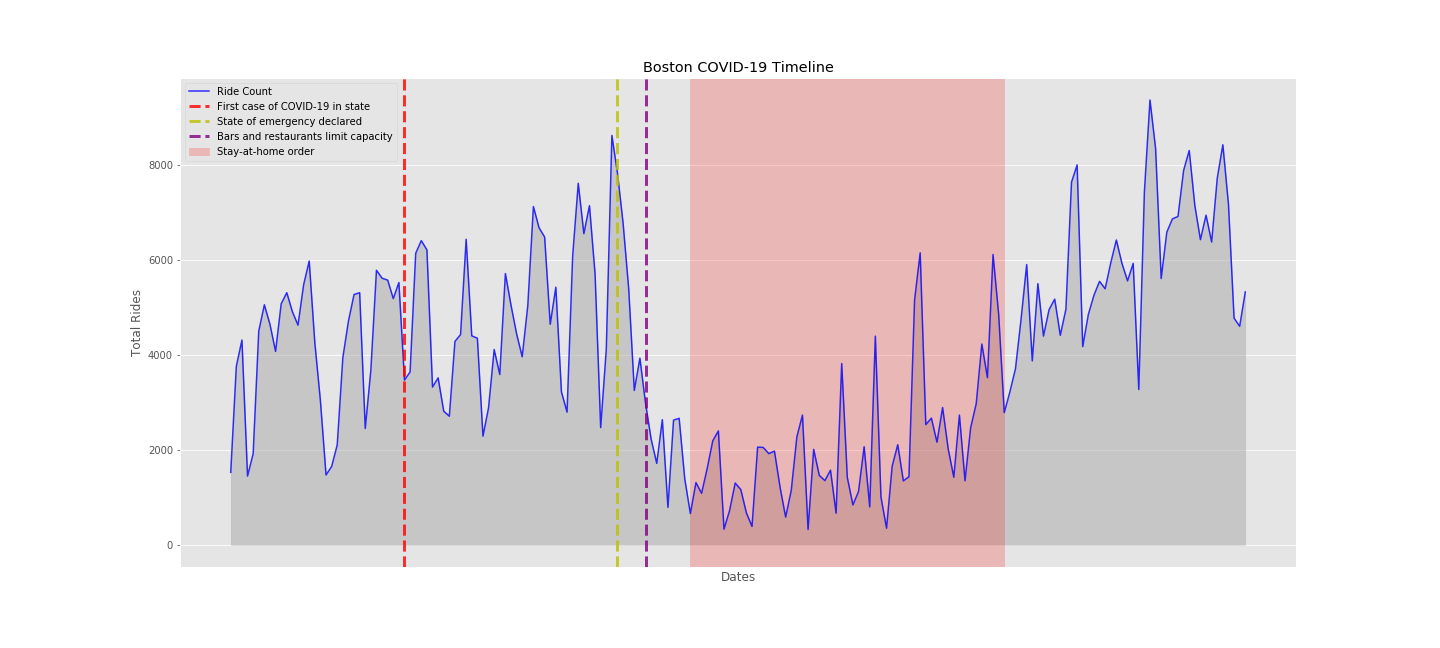 Boston COVID-19 Timeline
Ride Count
First case of COVID-19 in state
State of emergency declared
Bars and restaurants limit capacity
Stay-at-home order
8000
6000
4000
2000
0
Total Rides
Dates